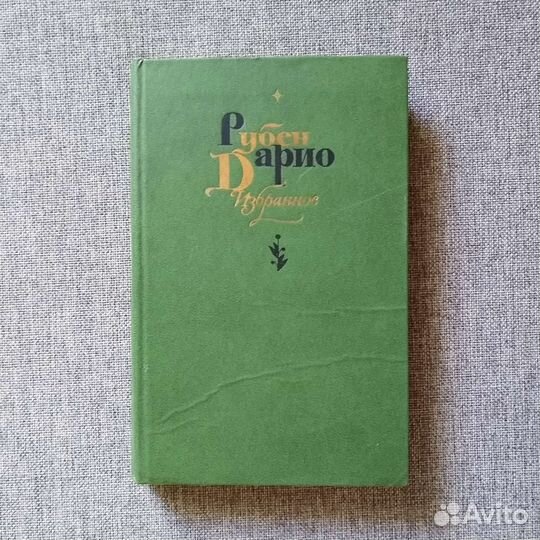 Рубен
Дарио
Избранное
Avito